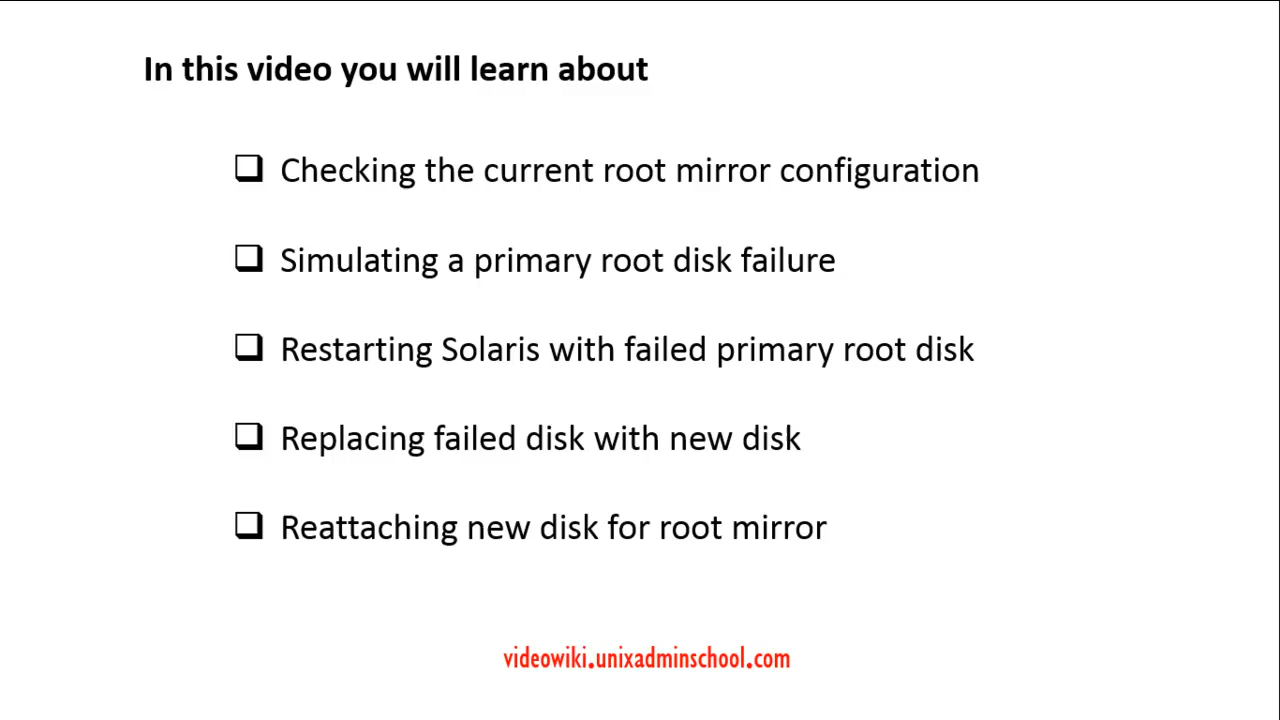 In this video you will learn about
Checking the current root mirror configuration
Simulating a primary root disk failure
Restarting Solaris with failed primary root disk
Replacing failed disk with new disk
Reattaching new disk for root mirror
videowiki.unixadminschool.com